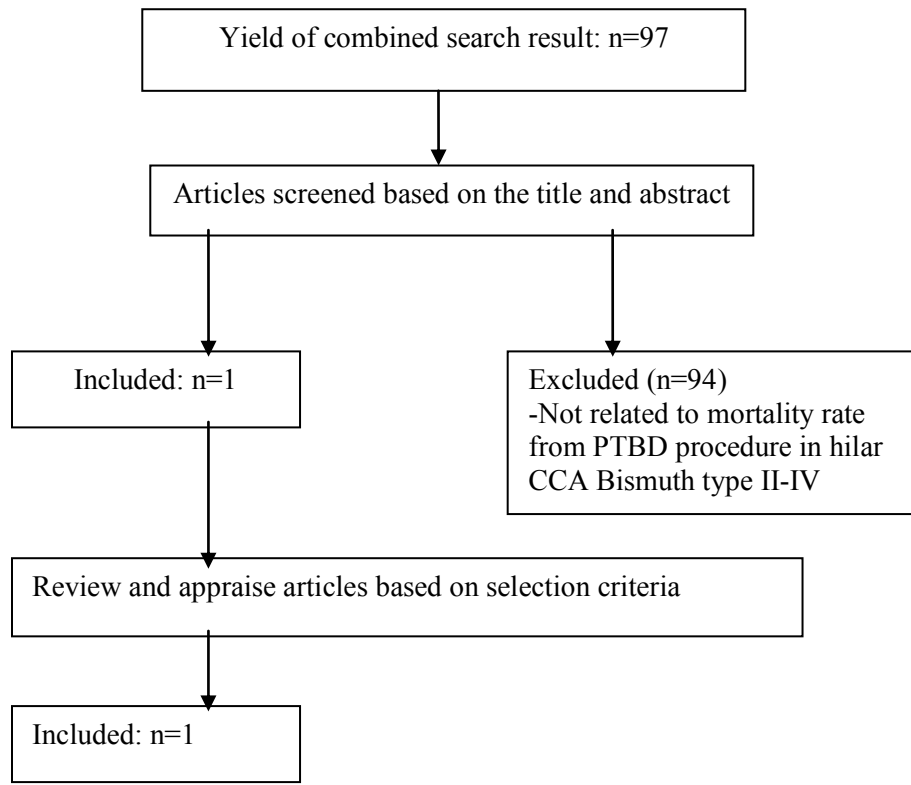 Yield of combined search result: n=97
Articles screened based on the title and abstract
Included: n=1
Excluded (n=94)
-Not related to mortality rate
from PTBD procedure in hilar
CCA Bismuth type II-IV
Review and appraise articles based on selection criteria
Included: n=1